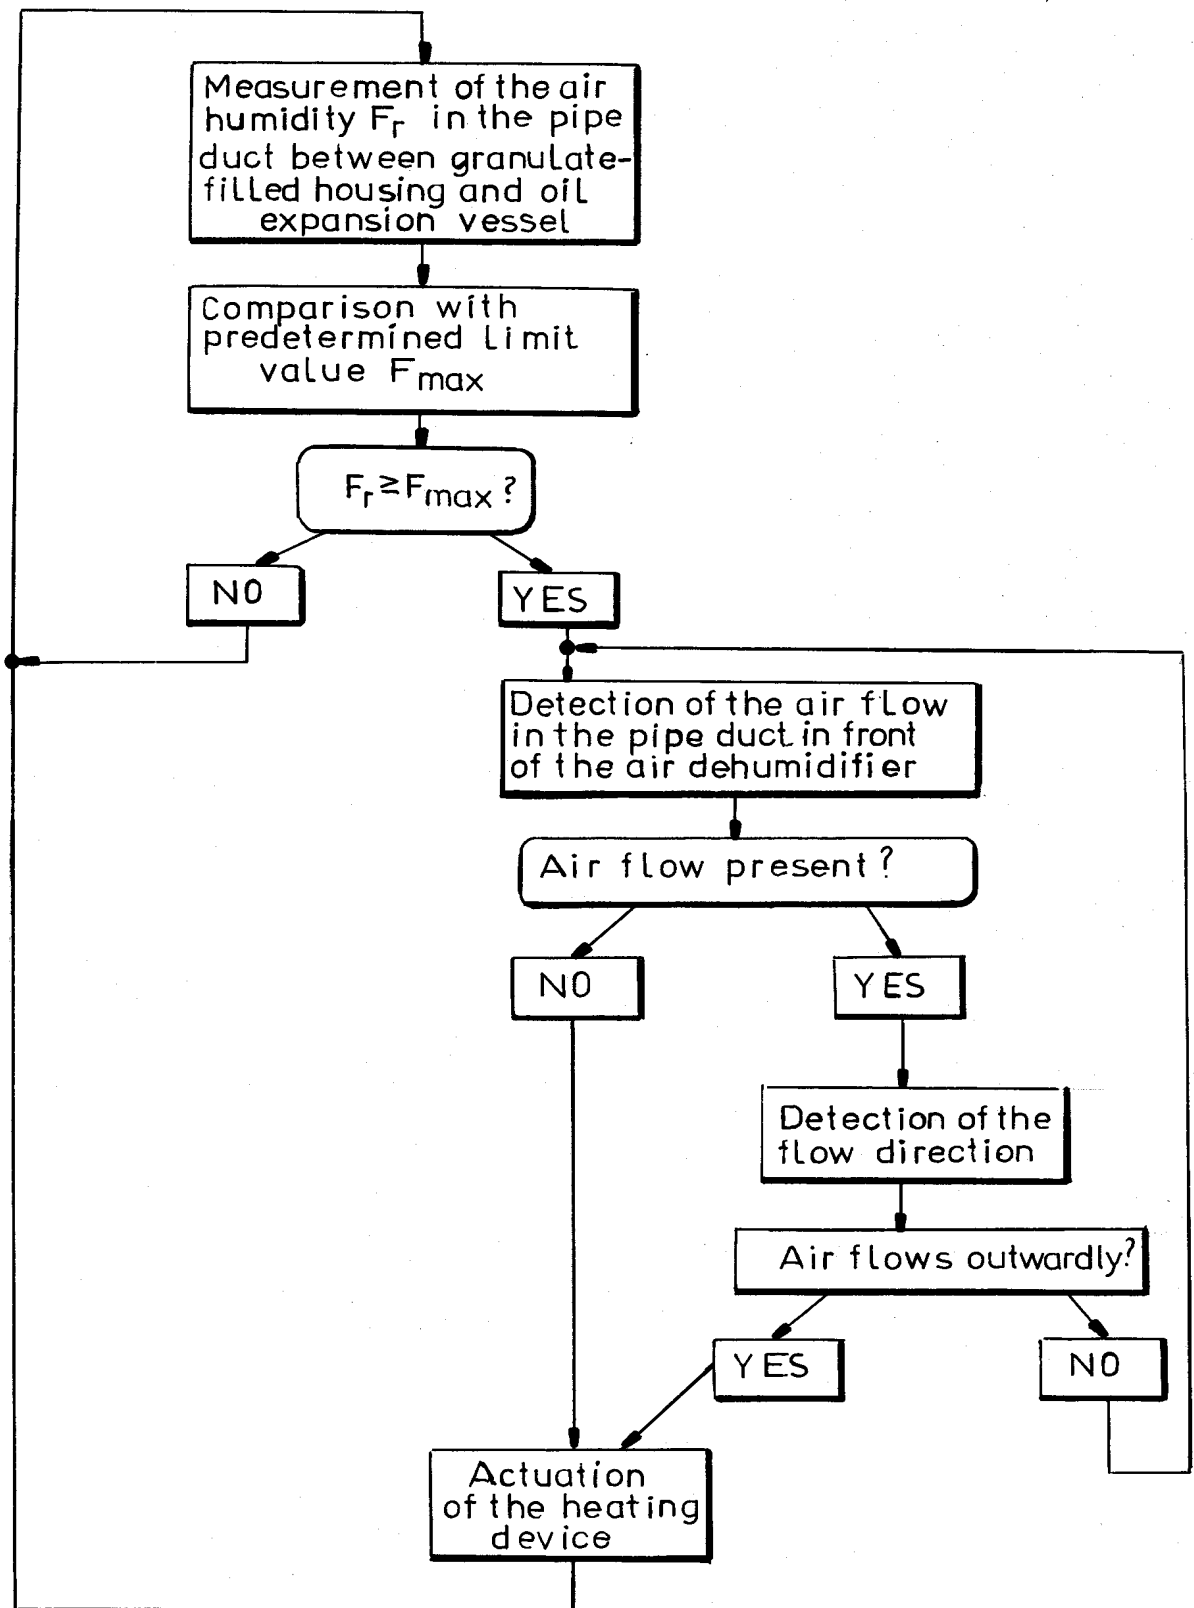 Measurement of the air
humidity Fr in the pipe
duct between granulate-
filled housing and oil
expansion vessel
Comparison with
predetermined limit
value Fmax
Fr ≥ Fmax ?
NO
YES
Detection of the air flow
in the pipe duct in front
of the air dehumidifier
Air flow present?
NO
YES
Detection of the
flow direction
Air flows outwardly?
YES
NO
Actuation
of the heating
device